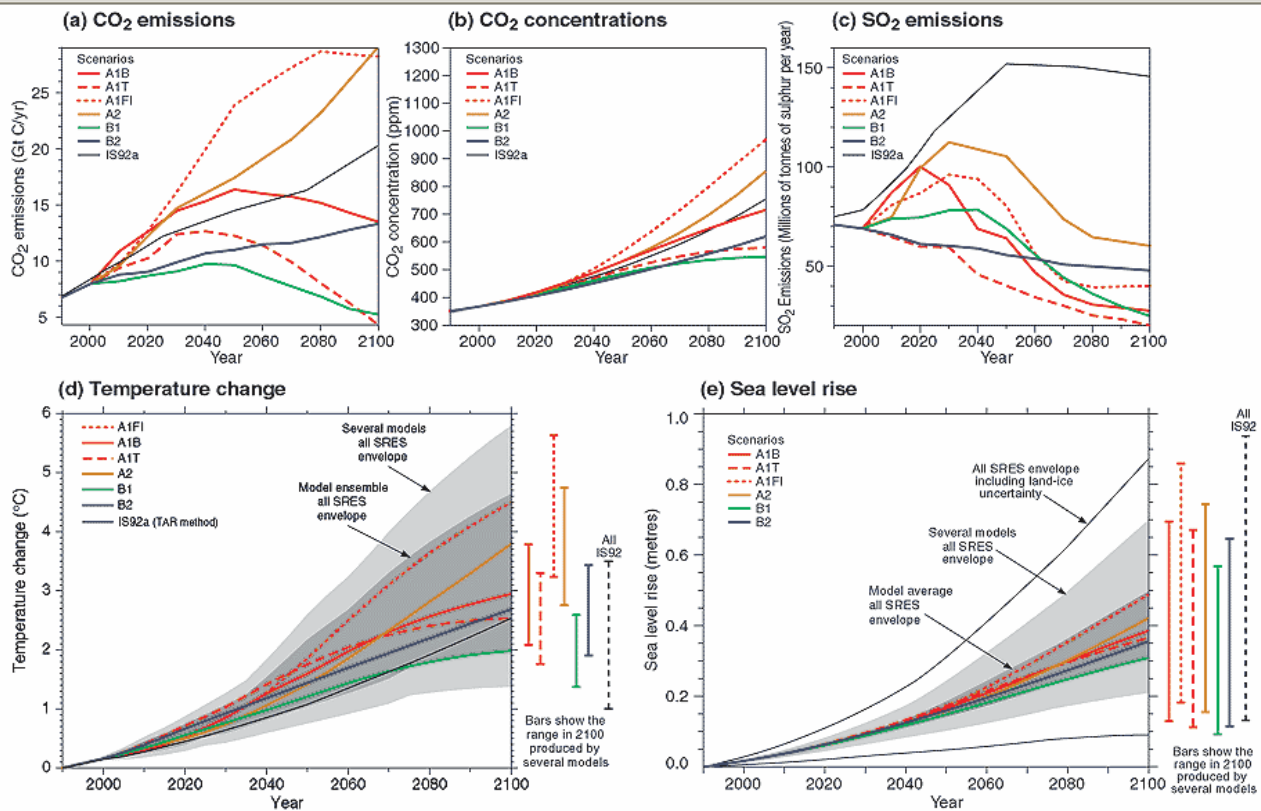 (a) CO2 emissions
CO2 emissions (Gt C/yr)
25
20
15
10
5
Scenarios
A1B
A1T
A1FI
A2
B1
B2
IS92a
2000 2020 2040 2060 2080 2100
Year
(b) CO2 concentrations
CO2 concentration (ppm)
1300
1200
1100
1000
900
800
700
600
500
400
300
Scenarios
A1B
A1T
A1FI
A2
B1
B2
IS92a
2000 2020 2040 2060 2080 2100
Year
(c) SO2 emissions
SO2 Emissions (Millions of tonnes of sulphur per year)
150
100
50
Scenarios
A1B
A1T
A1FI
A2
B1
B2
IS92a
2000 2020 2040 2060 2080 2100
Year
(d) Temperature change
Temperature change (°C)
6
5
4
3
2
1
0
A1FI
A1B
A1T
A2
B1
B2
IS92a (TAR method)
Several models
all SRES
envelope
Model ensemble
all SRES
envelope
All
IS92
Bars show the
range in 2100
produced by
several models
2000 2020 2040 2060 2080 2100
Year
(e) Sea level rise
Sea level rise (metres)
1.0
0.8
0.6
0.4
0.2
0.0
Scenarios
A1B
A1T
A1FI
A2
B1
B2
All SRES envelope
including land-ice
uncertainty
Several models
all SRES
envelope
Model average
all SRES
envelope
All
IS92
Bars show the
range in 2100
produced by
several models
2000 2020 2040 2060 2080 2100
Year